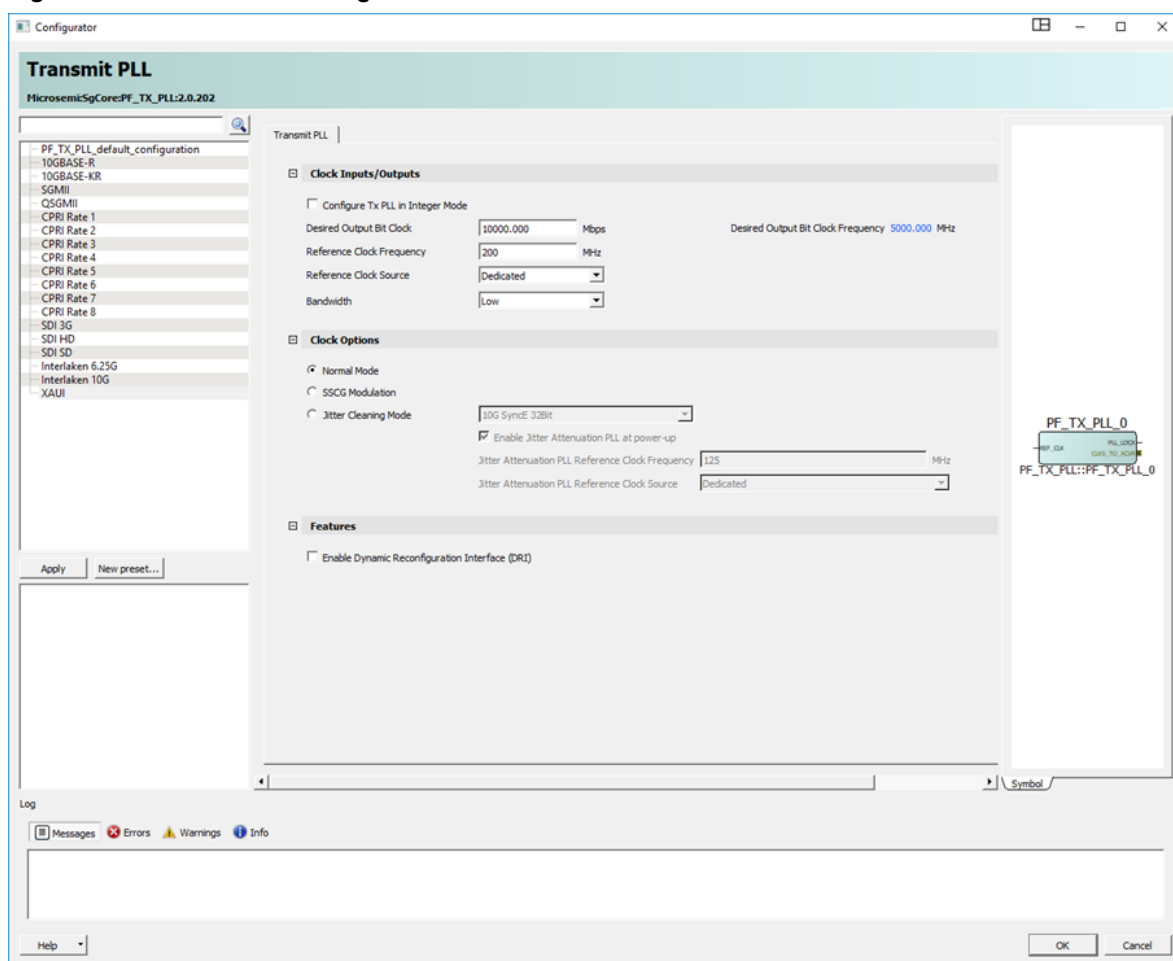 Configurator
Transmit PLL
Microsemi:SgCore:PF_TX_PLL:2.0.202
PF_TX_PLL_default_configuration
10GBASE-R
10GBASE-KR
SGMII
QSGMII
CPRI Rate 1
CPRI Rate 2
CPRI Rate 3
CPRI Rate 4
CPRI Rate 5
CPRI Rate 6
CPRI Rate 7
CPRI Rate 8
SDI 3G
SDI HD
SDI SD
Interlaken 6.25G
Interlaken 10G
XAUI
Apply New preset...
Transmit PLL
Clock Inputs/Outputs
Configure Tx PLL in Integer Mode
Desired Output Bit Clock 10000.000 Mbps Desired Output Bit Clock Frequency 5000.000 MHz
Reference Clock Frequency 200 MHz
Reference Clock Source Dedicated
Bandwidth Low
Clock Options
Normal Mode
SSCG Modulation
Jitter Cleaning Mode 10G SyncE 32Bit
Enable Jitter Attenuation PLL at power-up
Jitter Attenuation PLL Reference Clock Frequency 125 MHz
Jitter Attenuation PLL Reference Clock Source Dedicated
Features
Enable Dynamic Reconfiguration Interface (DRI)
PF_TX_PLL_0
REF_CLK PLL_LOCK
CLKS_TO_XCVR
PF_TX_PLL::PF_TX_PLL_0
Symbol
Log
Messages Errors Warnings Info
Help OK Cancel